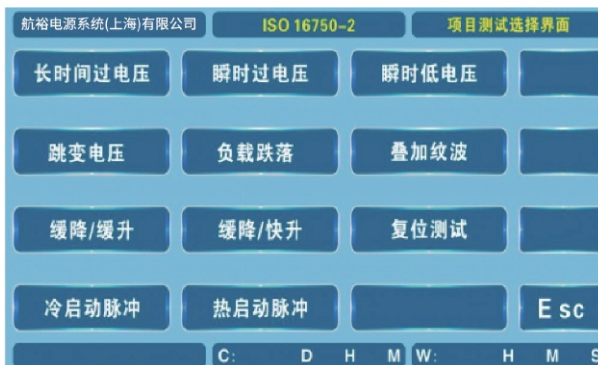 航裕电源系统(上海)有限公司 ISO 16750-2 项目测试选择界面
长时间过电压 瞬时过电压 瞬时低电压
跳变电压 负载跌落 叠加纹波
缓降/缓升 缓降/快升 复位测试
冷启动脉冲 热启动脉冲 Esc
C: D H M W: H M S